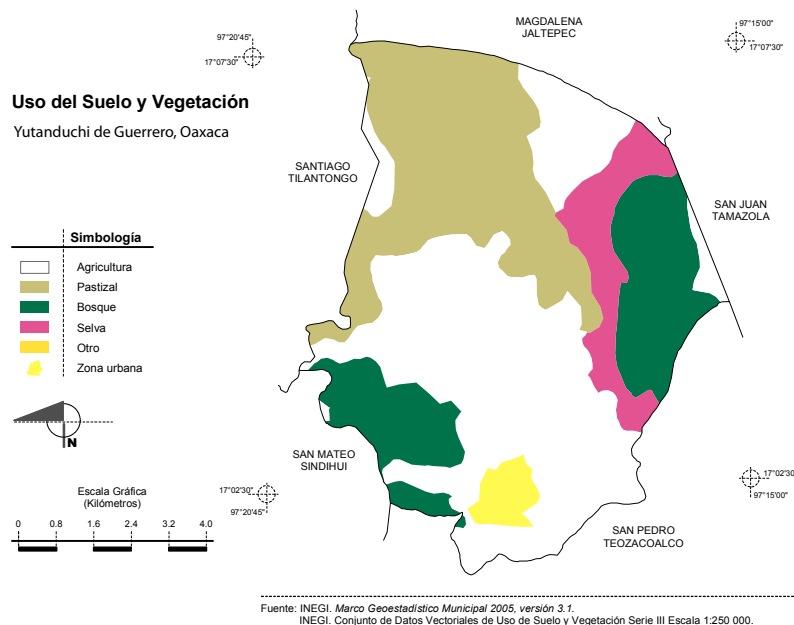 MAGDALENA
JALTEPEC
97°20'45"
17°07'30"
97°15'00"
17°07'30"
Uso del Suelo y Vegetación
Yutanduchi de Guerrero, Oaxaca
SANTIAGO
TILANTONGO
SAN JUAN
TAMAZOLA
Simbología
Agricultura
Pastizal
Bosque
Selva
Otro
Zona urbana
N
SAN MATEO
SINDIHUI
17°02'30"
97°15'00"
Escala Gráfica
(Kilómetros)
0 0.8 1.6 2.4 3.2 4.0
17°02'30"
97°20'45"
SAN PEDRO
TEOZACOALCO
Fuente: INEGI. Marco Geoestadístico Municipal 2005, versión 3.1.
INEGI. Conjunto de Datos Vectoriales de Uso de Suelo y Vegetación Serie III Escala 1:250 000.